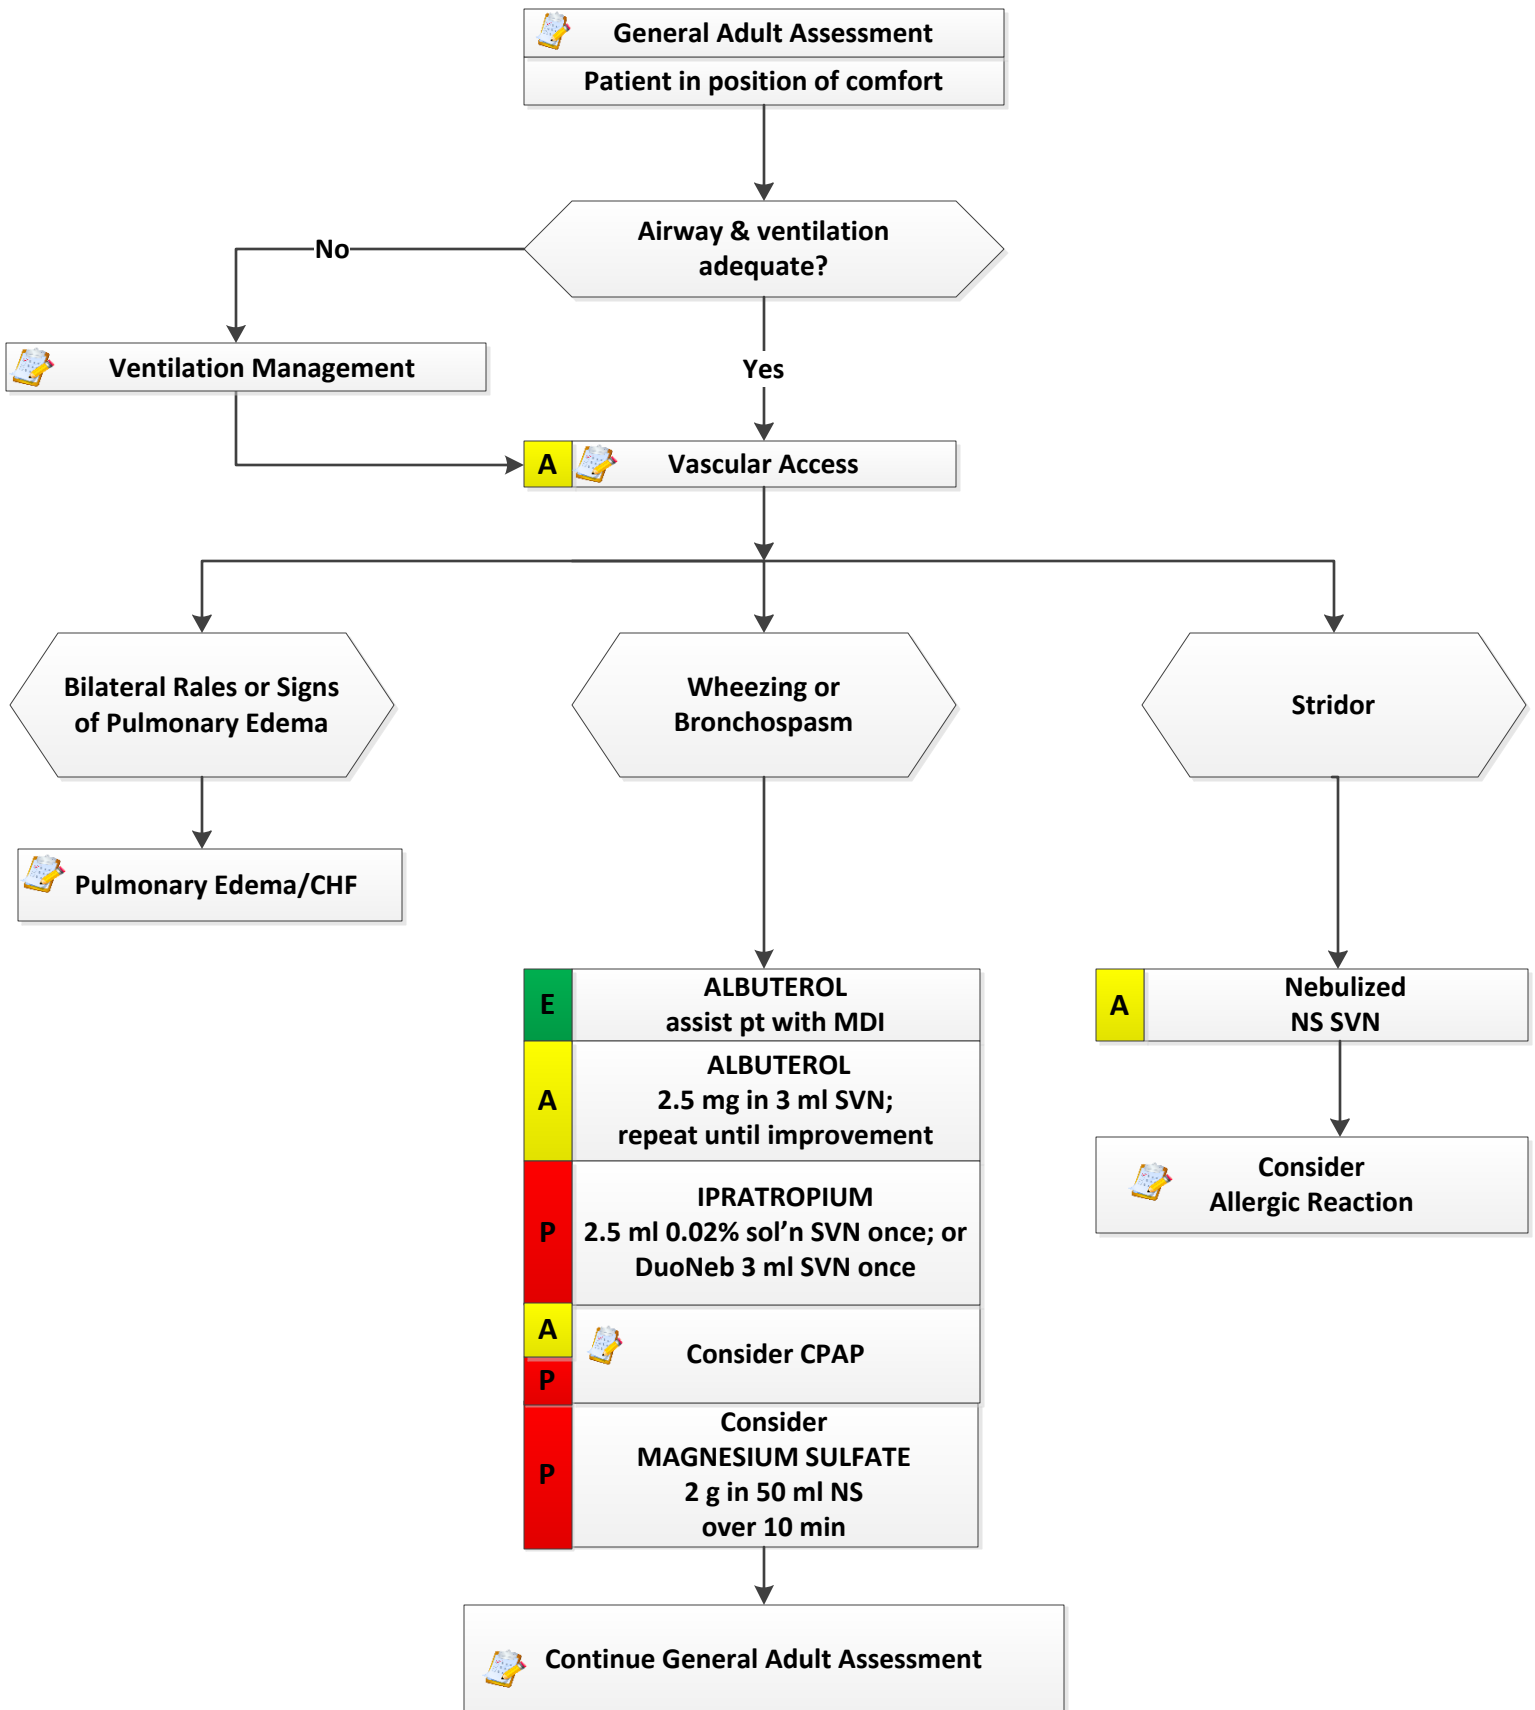 General Adult Assessment
Patient in position of comfort
Airway & ventilation
adequate?
No
Yes
Ventilation Management
A
Vascular Access
Bilateral Rales or Signs
of Pulmonary Edema
Wheezing or
Bronchospasm
Stridor
Pulmonary Edema/CHF
E
ALBUTEROL
assist pt with MDI
A
ALBUTEROL
2.5 mg in 3 ml SVN;
repeat until improvement
P
IPRATROPIUM
2.5 ml 0.02% sol’n SVN once; or
DuoNeb 3 ml SVN once
A
P
Consider CPAP
P
Consider
MAGNESIUM SULFATE
2 g in 50 ml NS
over 10 min
A
Nebulized
NS SVN
Consider
Allergic Reaction
Continue General Adult Assessment